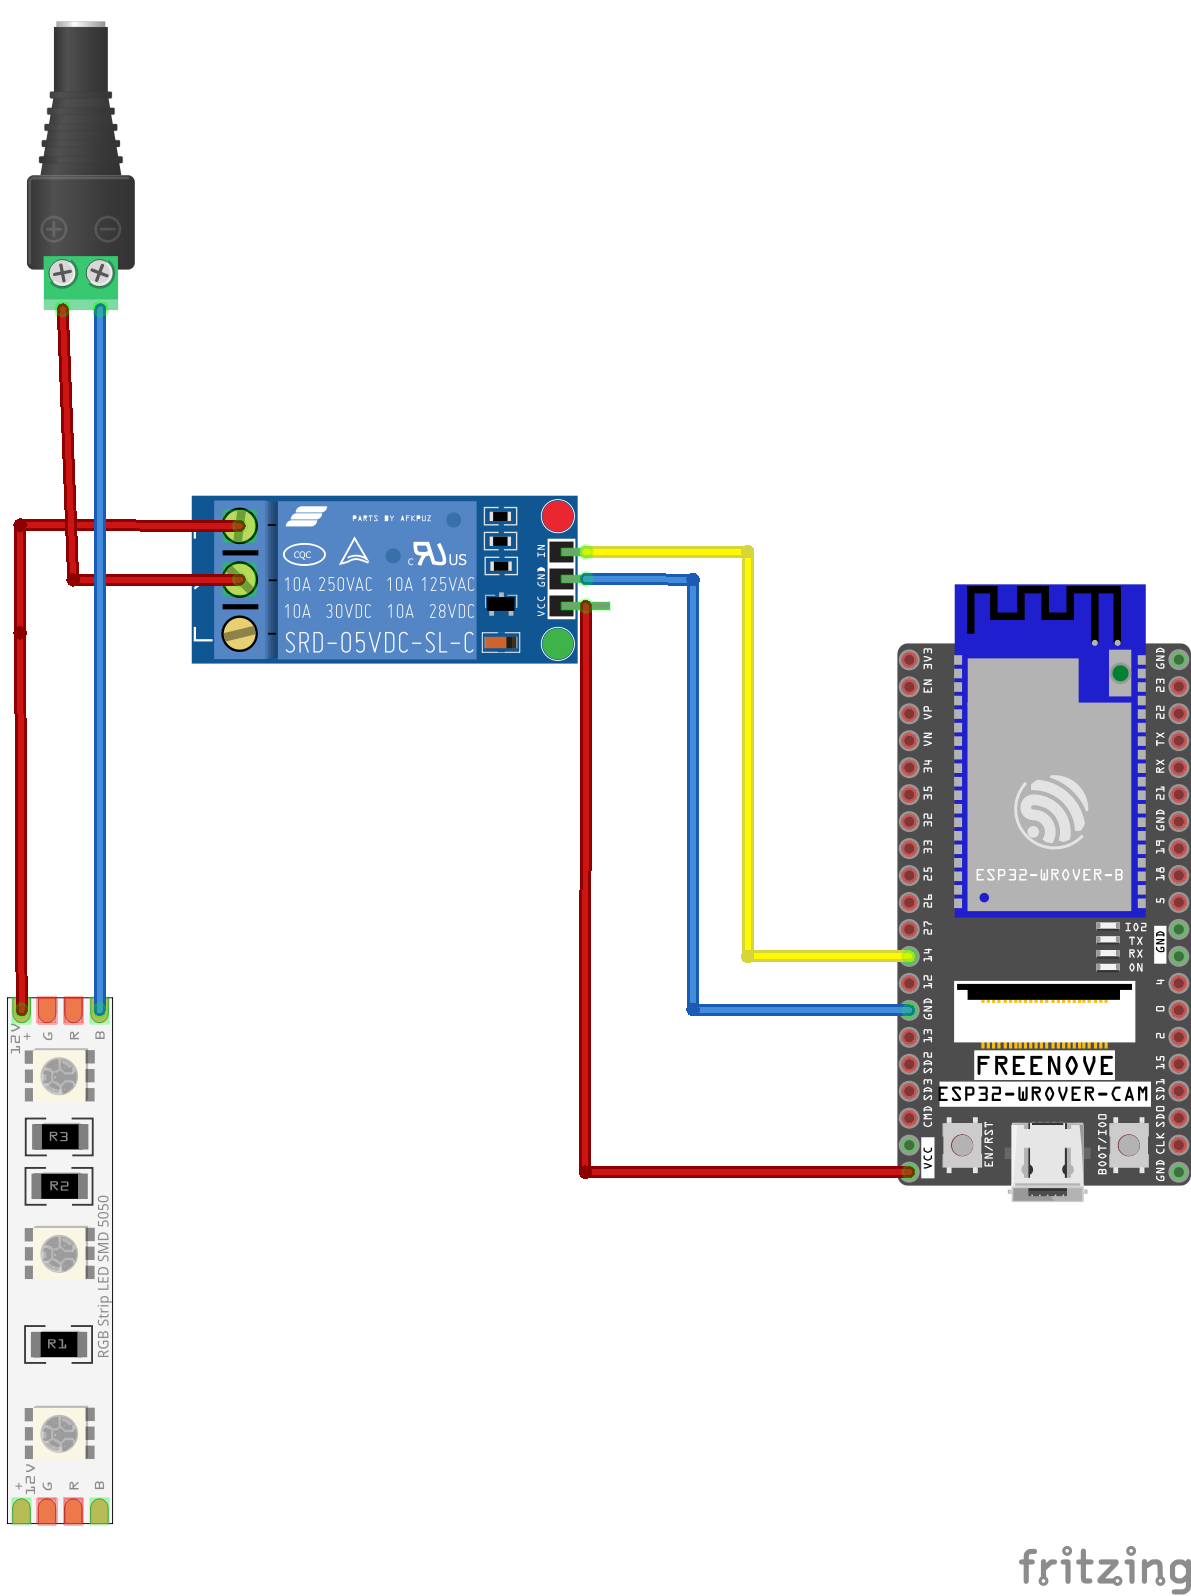 PARTS BY AFKPUZ
CQC
c US
10A 250VAC 10A 125VAC
10A 30VDC 10A 28VDC
SRD-05VDC-SL-C
IN
GND
VCC
3V3
EN
VP
VN
34
35
32
33
25
26
27
14
12
GND
13
SD2
SD3
CMD
VCC
GND
23
22
TX
RX
21
GND
19
18
5
GND
4
0
2
15
SD1
SD0
CLK
GND
ESP32-WROVER-B
IO2
TX
RX
ON
FREENOVE
ESP32-WROVER-CAM
EN/RST
BOOT/IO0
12V
+ G R B
R3
R2
RGB Strip LED SMD 5050
R1
+ G R B
12V
fritzing